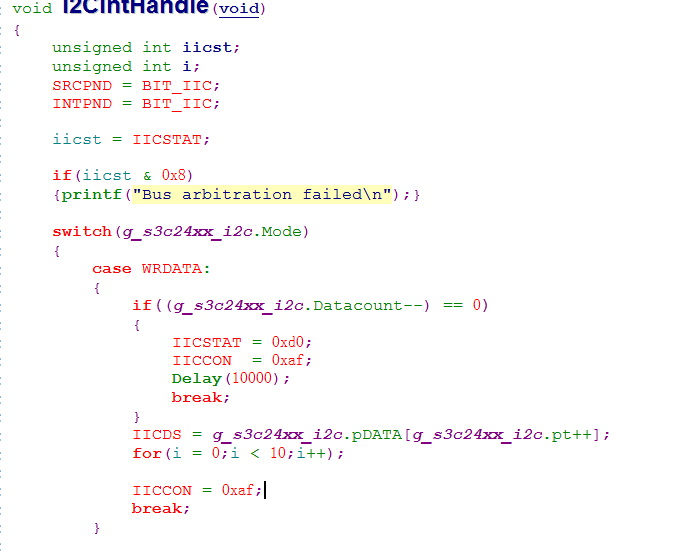 void I2CIntHandle(void)
{
unsigned int iicst;
unsigned int i;
SRCPND = BIT_IIC;
INTPND = BIT_IIC;
iicst = IICSTAT;
if(iicst & 0x8)
{printf("Bus arbitration failed\n");}
switch(g_s3c24xx_i2c.Mode)
{
case WRDATA:
{
if((g_s3c24xx_i2c.Datacount--) == 0)
{
IICSTAT = 0xd0;
IICCON  = 0xaf;
Delay(10000);
break;
}
IICDS = g_s3c24xx_i2c.pDATA[g_s3c24xx_i2c.pt++];
for(i = 0;i < 10;i++);
IICCON = 0xaf;
break;
}